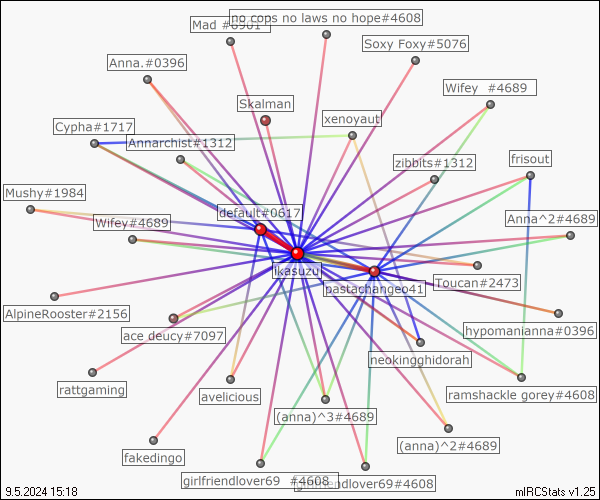 no cops no laws no hope#4608
Mad #6901
Soxy Foxy#5076
Anna.#0396
Wifey #4689
Skalman
xenoyaut
Cypha#1717
Annarchist#1312
zibbits#1312
frisout
Mushy#1984
default#0617
Anna^2#4689
Wifey#4689
Ikasuzu
pastachangeo41
Toucan#2473
AlpineRooster#2156
ace deucy#7097
hypomanianna#0396
neokingghidorah
rattgaming
avelicious
ramshackle gorey#4608
(anna)^3#4689
(anna)^2#4689
fakedingo
girlfriendlover69 #4608
girlfriendlover69#4608
9.5.2024 15:18
mIRCStats v1.25